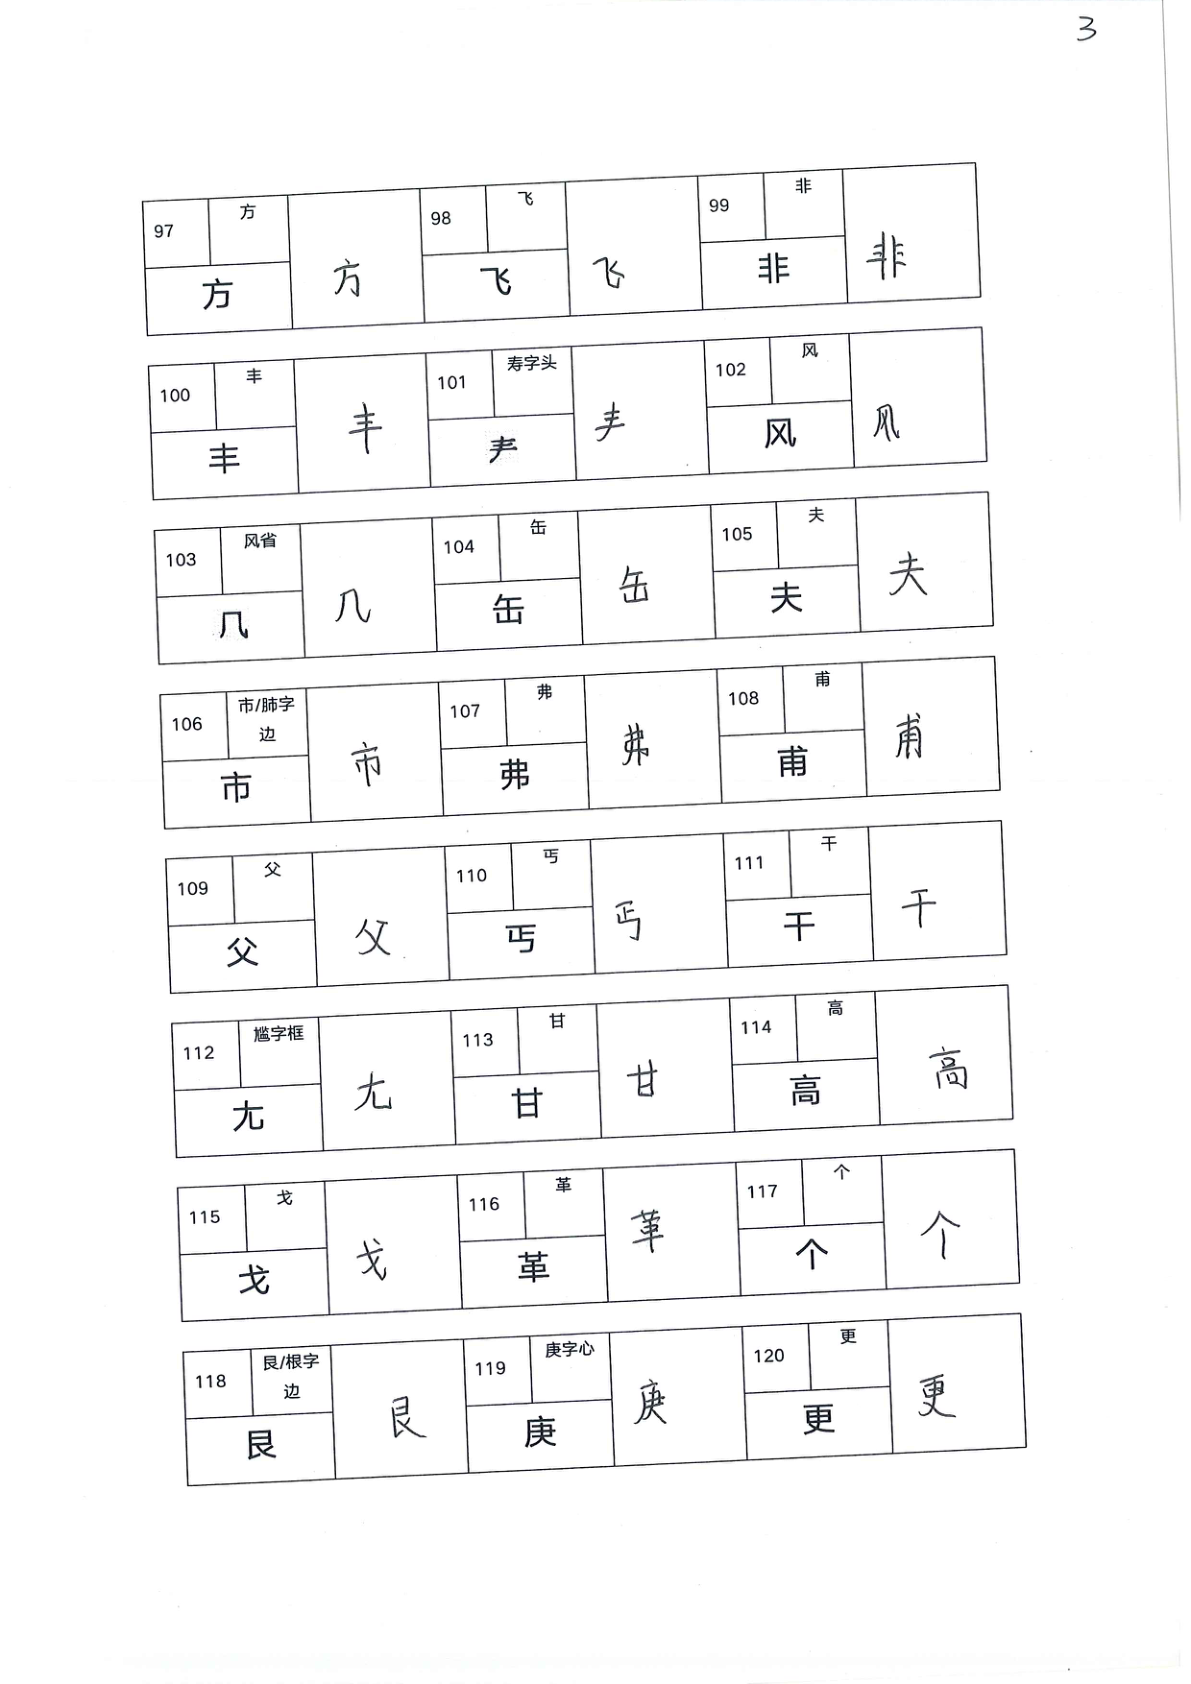 3
97 方 方 方 98 飞 飞 飞 99 非 非 非
100 丰 丰 丰 101 寿字头 龵 102 风 风 风
103 风省 几 几 104 缶 缶 缶 105 夫 夫 夫
106 市/肺字边 巿 市 107 弗 弗 弗 108 甫 甫 甫
109 父 父 父 110 丐 丐 丐 111 干 干 干
112 尴字框 尢 尢 113 甘 甘 甘 114 高 高 高
115 戈 戈 戈 116 革 革 革 117 个 个 个
118 艮/根字边 艮 艮 119 庚字心 庚 庚 120 更 更 更